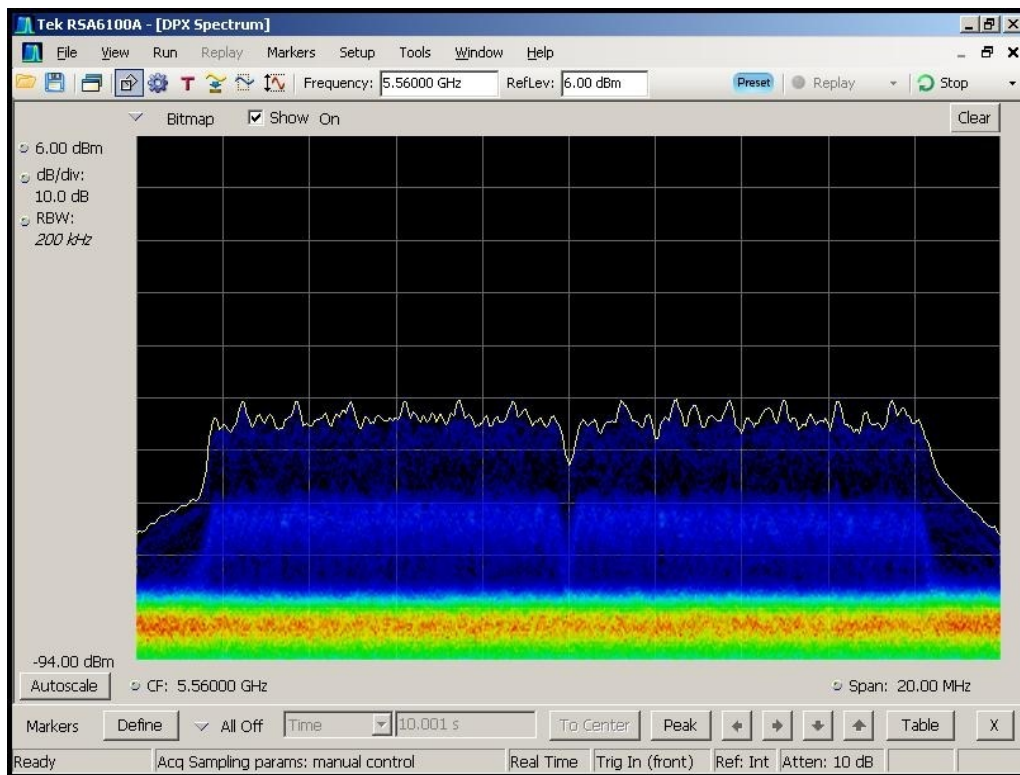 Tek RSA6100A - [DPX Spectrum]
File View Run Replay Markers Setup Tools Window Help
T Frequency: 5.56000 GHz RefLev: 6.00 dBm Preset Replay Stop
Bitmap Show On Clear
6.00 dBm
dB/div:
10.0 dB
RBW:
200 kHz
-94.00 dBm
Autoscale CF: 5.56000 GHz Span: 20.00 MHz
Markers Define All Off Time 10.001 s To Center Peak Table X
Ready Acq Sampling params: manual control Real Time Trig In (front) Ref: Int Atten: 10 dB